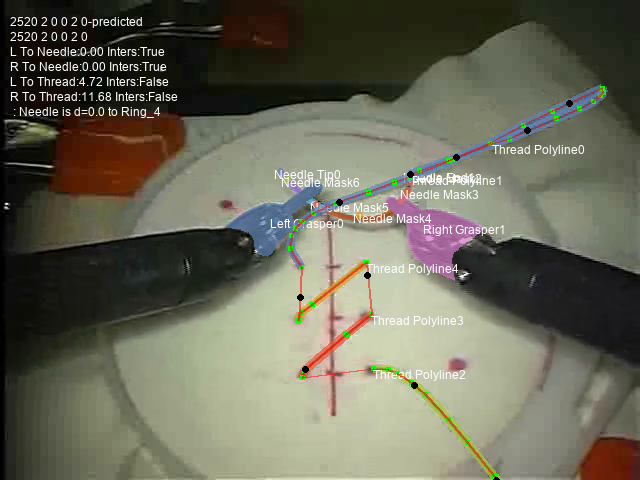 2520 2 0 0 2 0-predicted
2520 2 0 0 2 0
L To Needle:0.00 Inters:True
R To Needle:0.00 Inters:True
L To Thread:4.72 Inters:False
R To Thread:11.68 Inters:False
: Needle is d=0.0 to Ring_4
Thread Polyline0
Needle Tip0
Needle Mask6
Thread Polyline1
Needle Mask3
Needle Mask5
Needle Mask4
Left Grasper0
Right Grasper1
Thread Polyline4
Thread Polyline3
Thread Polyline2